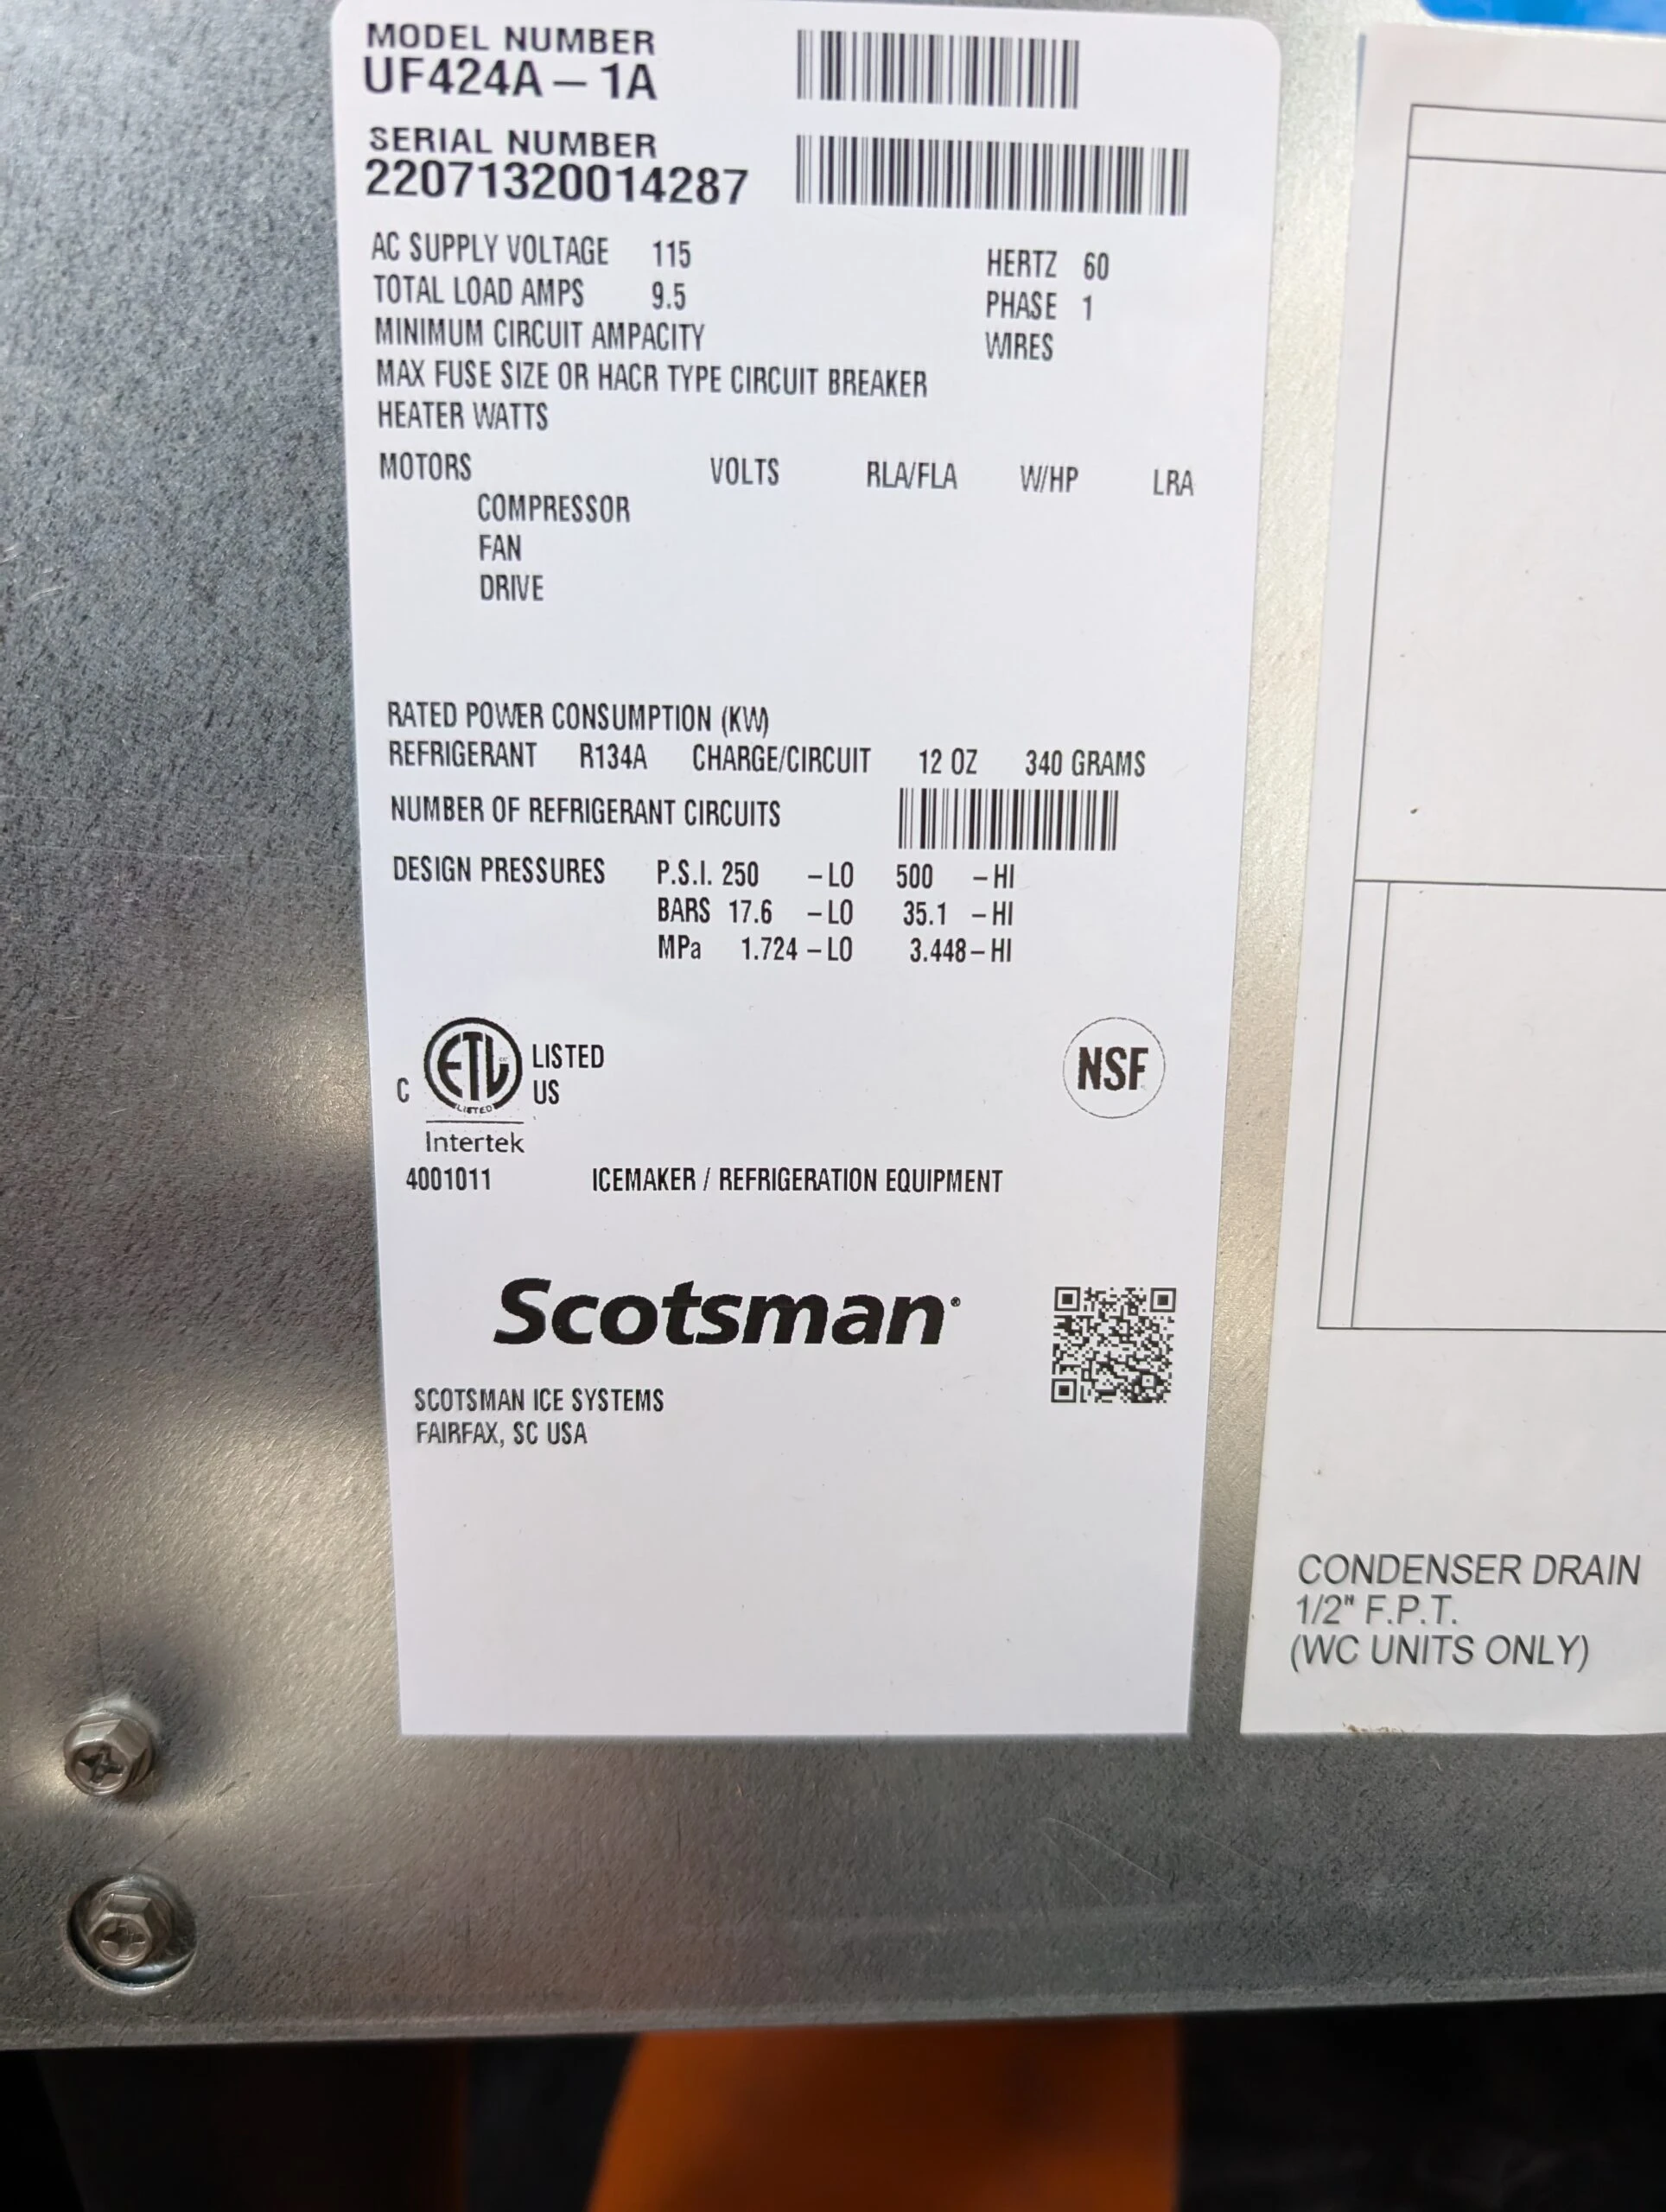 MODEL NUMBER
UF424A – 1A
SERIAL NUMBER
22071320014287
AC SUPPLY VOLTAGE 115 HERTZ 60
TOTAL LOAD AMPS 9.5 PHASE 1
MINIMUM CIRCUIT AMPACITY WIRES
MAX FUSE SIZE OR HACR TYPE CIRCUIT BREAKER
HEATER WATTS
MOTORS VOLTS RLA/FLA W/HP LRA
COMPRESSOR
FAN
DRIVE
RATED POWER CONSUMPTION (KW)
REFRIGERANT R134A CHARGE/CIRCUIT 12 OZ 340 GRAMS
NUMBER OF REFRIGERANT CIRCUITS
DESIGN PRESSURES P.S.I. 250 – LO 500 – HI
BARS 17.6 – LO 35.1 – HI
MPa 1.724 – LO 3.448 – HI
C ETL LISTED LISTED
US
Intertek
NSF
4001011 ICEMAKER / REFRIGERATION EQUIPMENT
Scotsman®
SCOTSMAN ICE SYSTEMS
FAIRFAX, SC USA
CONDENSER DRAIN
1/2" F.P.T.
(WC UNITS ONLY)